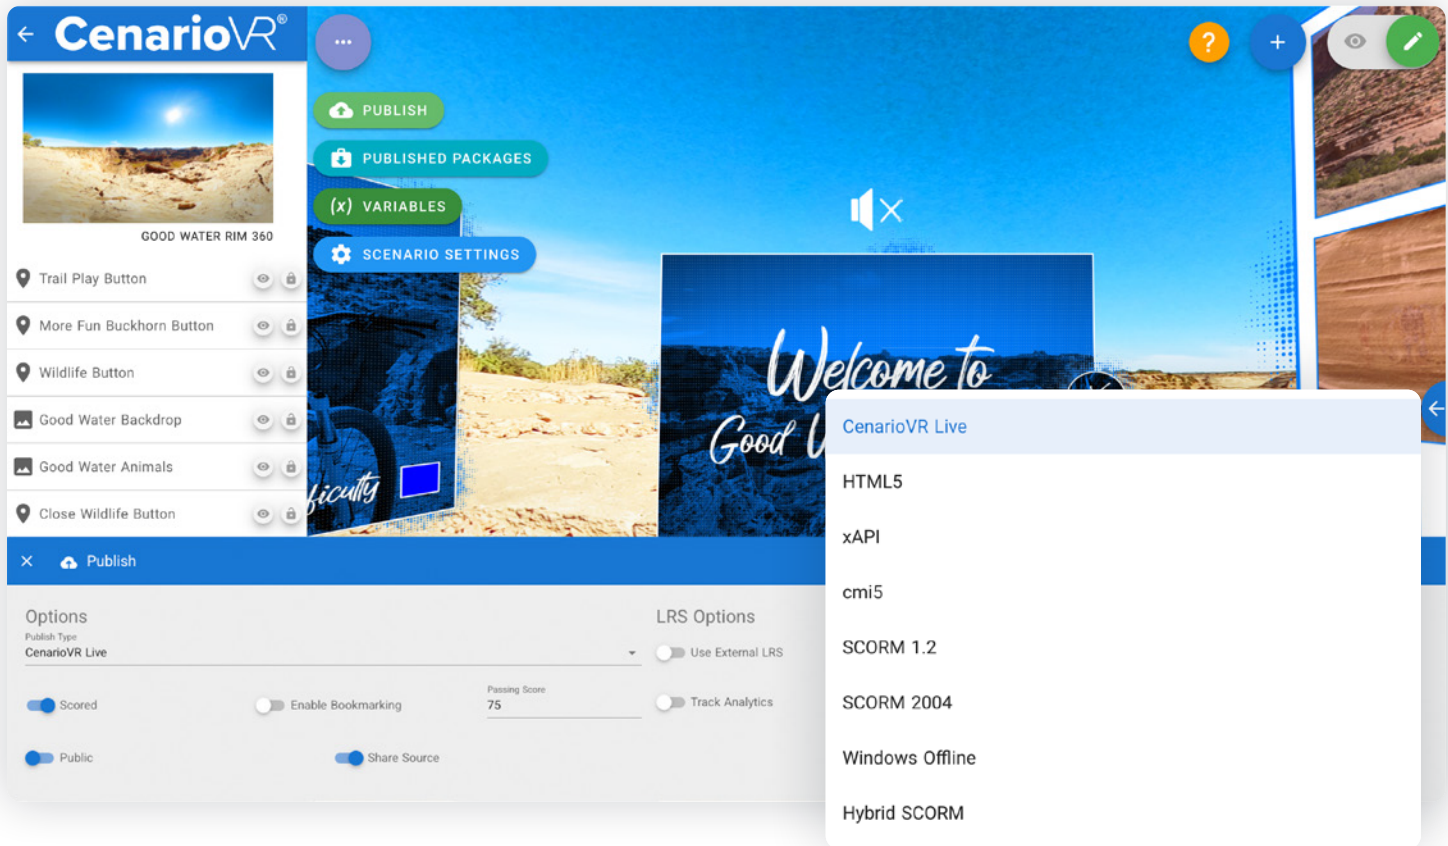 CenarioVR®
GOOD WATER RIM 360
Trail Play Button
More Fun Buckhorn Button
Wildlife Button
Good Water Backdrop
Good Water Animals
Close Wildlife Button
...
PUBLISH
PUBLISHED PACKAGES
(x) VARIABLES
SCENARIO SETTINGS
?
+
Welcome to
Good
ficulty
Publish
Options
Publish Type
CenarioVR Live
Scored
Enable Bookmarking
Passing Score
75
Public
Share Source
LRS Options
Use External LRS
Track Analytics
CenarioVR Live
HTML5
xAPI
cmi5
SCORM 1.2
SCORM 2004
Windows Offline
Hybrid SCORM